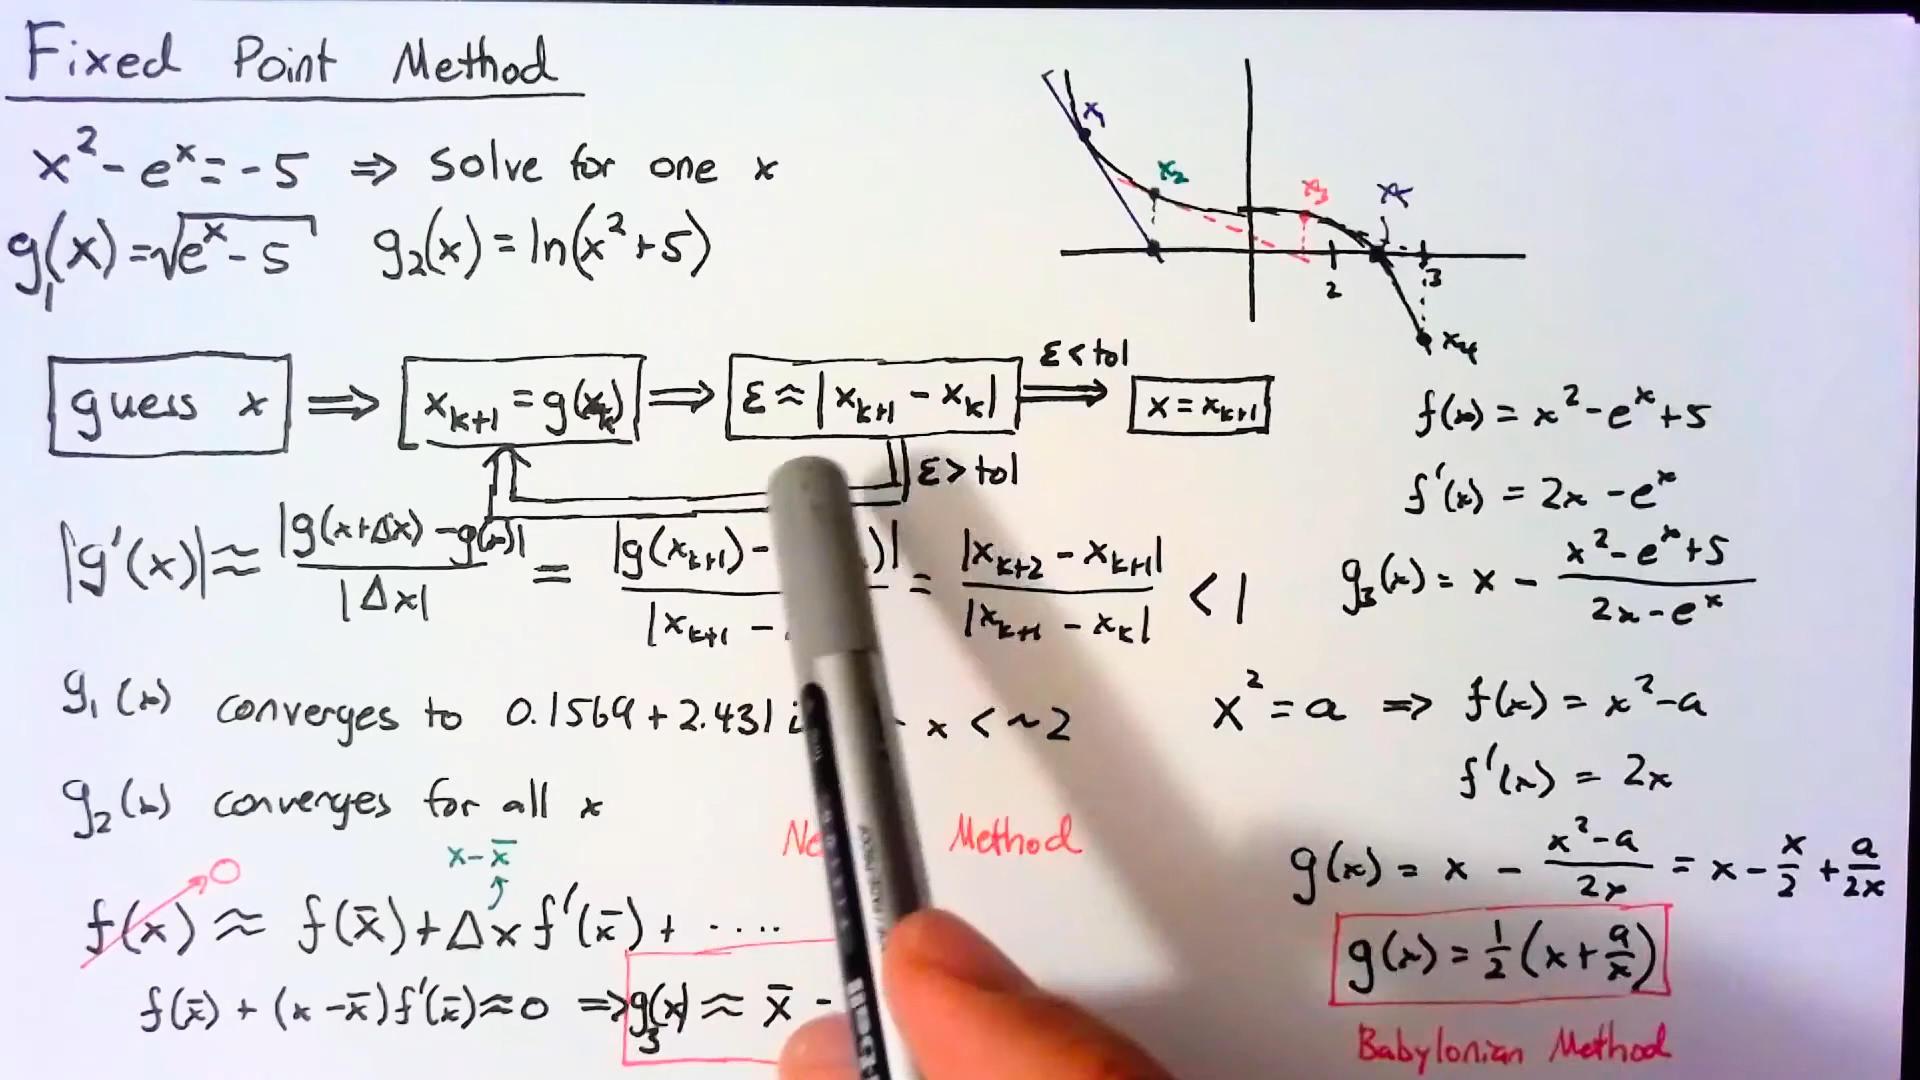 Fixed Point Method
x² - eˣ = -5 ⇒ solve for one x
g₁(x) = √(eˣ - 5) g₂(x) = ln(x² + 5)
guess x ⇒ xₖ₊₁ = g(xₖ) ⇒ ε ≈ |xₖ₊₁ - xₖ| ε < tol x = xₖ₊₁
ε > tol
|g'(x)| ≈ |g(x+Δx) - g(x)| / |Δx| = |g(xₖ₊₁) - )| / |xₖ₊₁ - = |xₖ₊₂ - xₖ₊₁| / |xₖ₊₁ - xₖ| < 1
g₁(x) converges to 0.1569 + 2.431 i x < ~2
g₂(x) converges for all x
Method
x - x̄
0
f(x) ≈ f(x̄) + Δx f'(x̄) + ....
f(x̄) + (x - x̄) f'(x̄) ≈ 0 ⇒ g₃(x) ≈ x̄ -
x₁
x₂
x₃
x₅
2
3
x₄
f(x) = x² - eˣ + 5
f'(x) = 2x - eˣ
g₃(x) = x - (x² - eˣ + 5) / (2x - eˣ)
x² = a ⇒ f(x) = x² - a
f'(x) = 2x
g(x) = x - (x² - a) / 2x = x - x/2 + a/2x
g(x) = 1/2 (x + a/x)
Babylonian Method